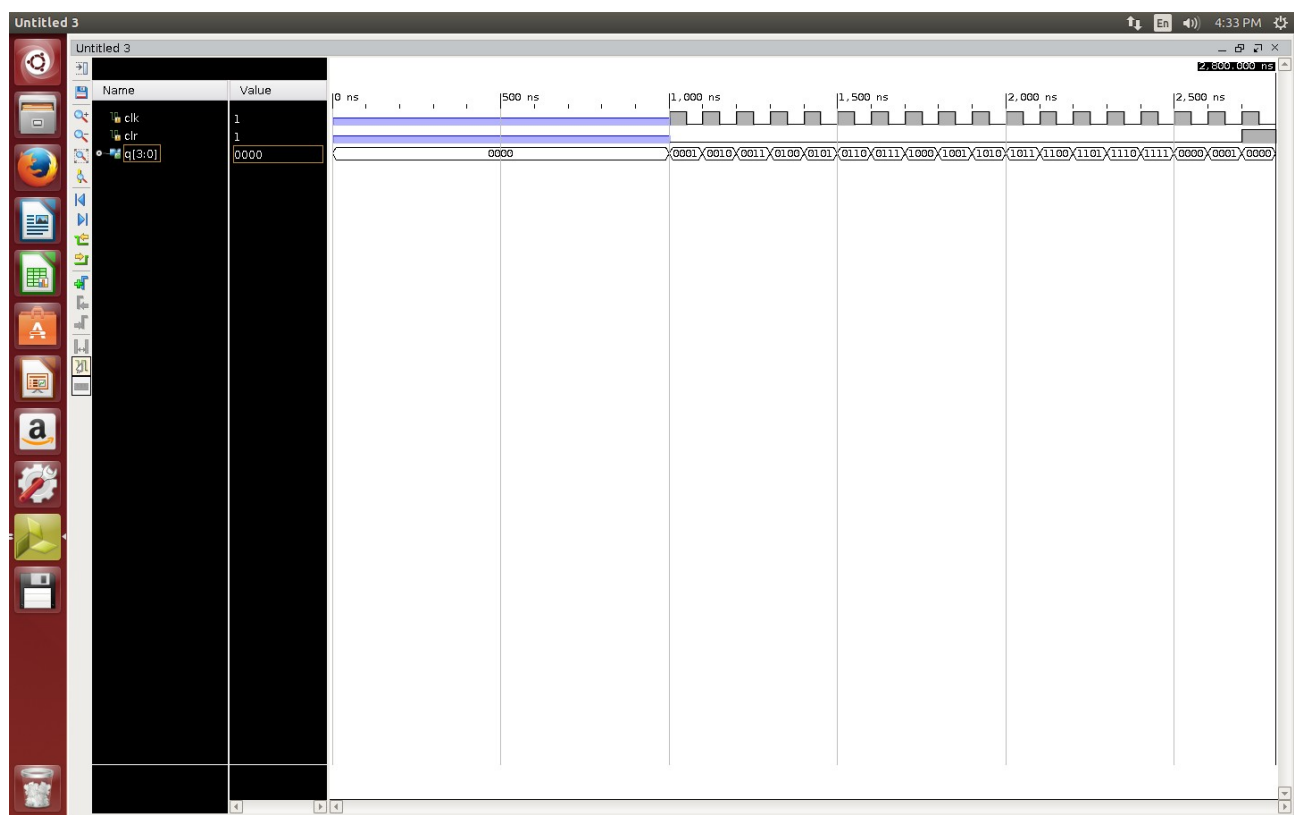 Untitled 3 En 4:33 PM
Untitled 3
2,800.000 ns
Name Value
0 ns 500 ns 1,000 ns 1,500 ns 2,000 ns 2,500 ns
clk 1
clr 1
q[3:0] 0000 0000 0001 0010 0011 0100 0101 0110 0111 1000 1001 1010 1011 1100 1101 1110 1111 0000 0001 0000
a